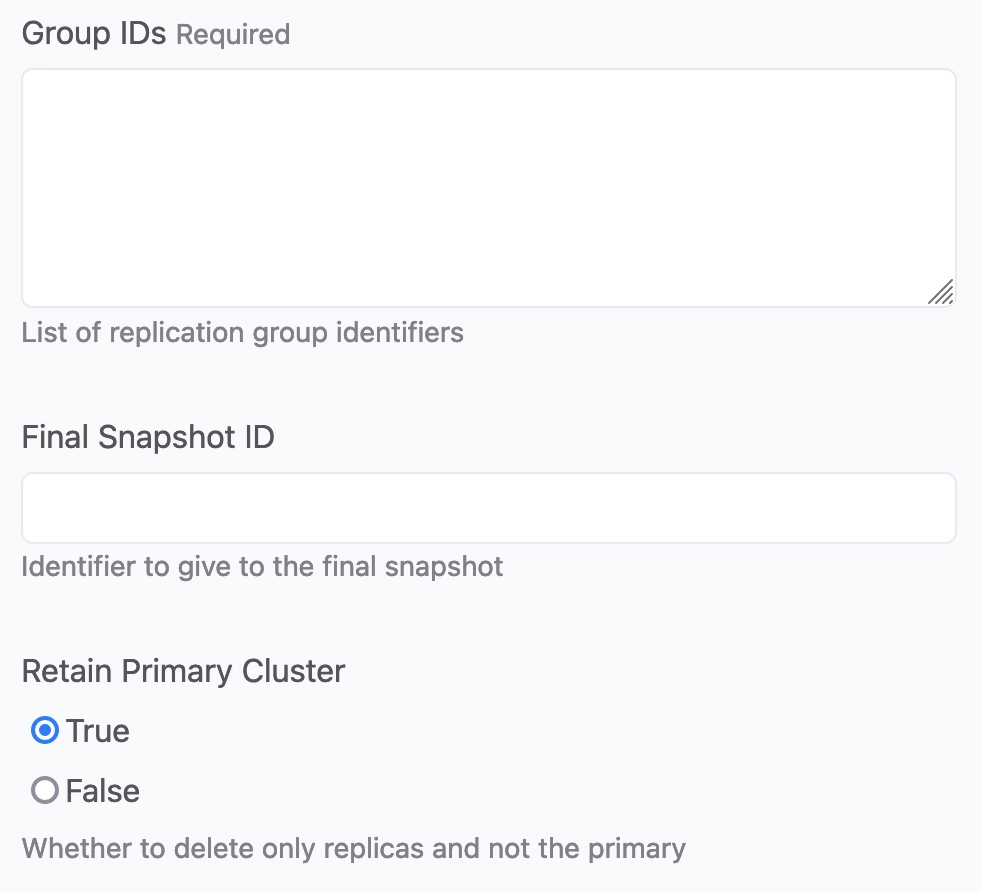 Group IDs Required
List of replication group identifiers
Final Snapshot ID
Identifier to give to the final snapshot
Retain Primary Cluster
True
False
Whether to delete only replicas and not the primary